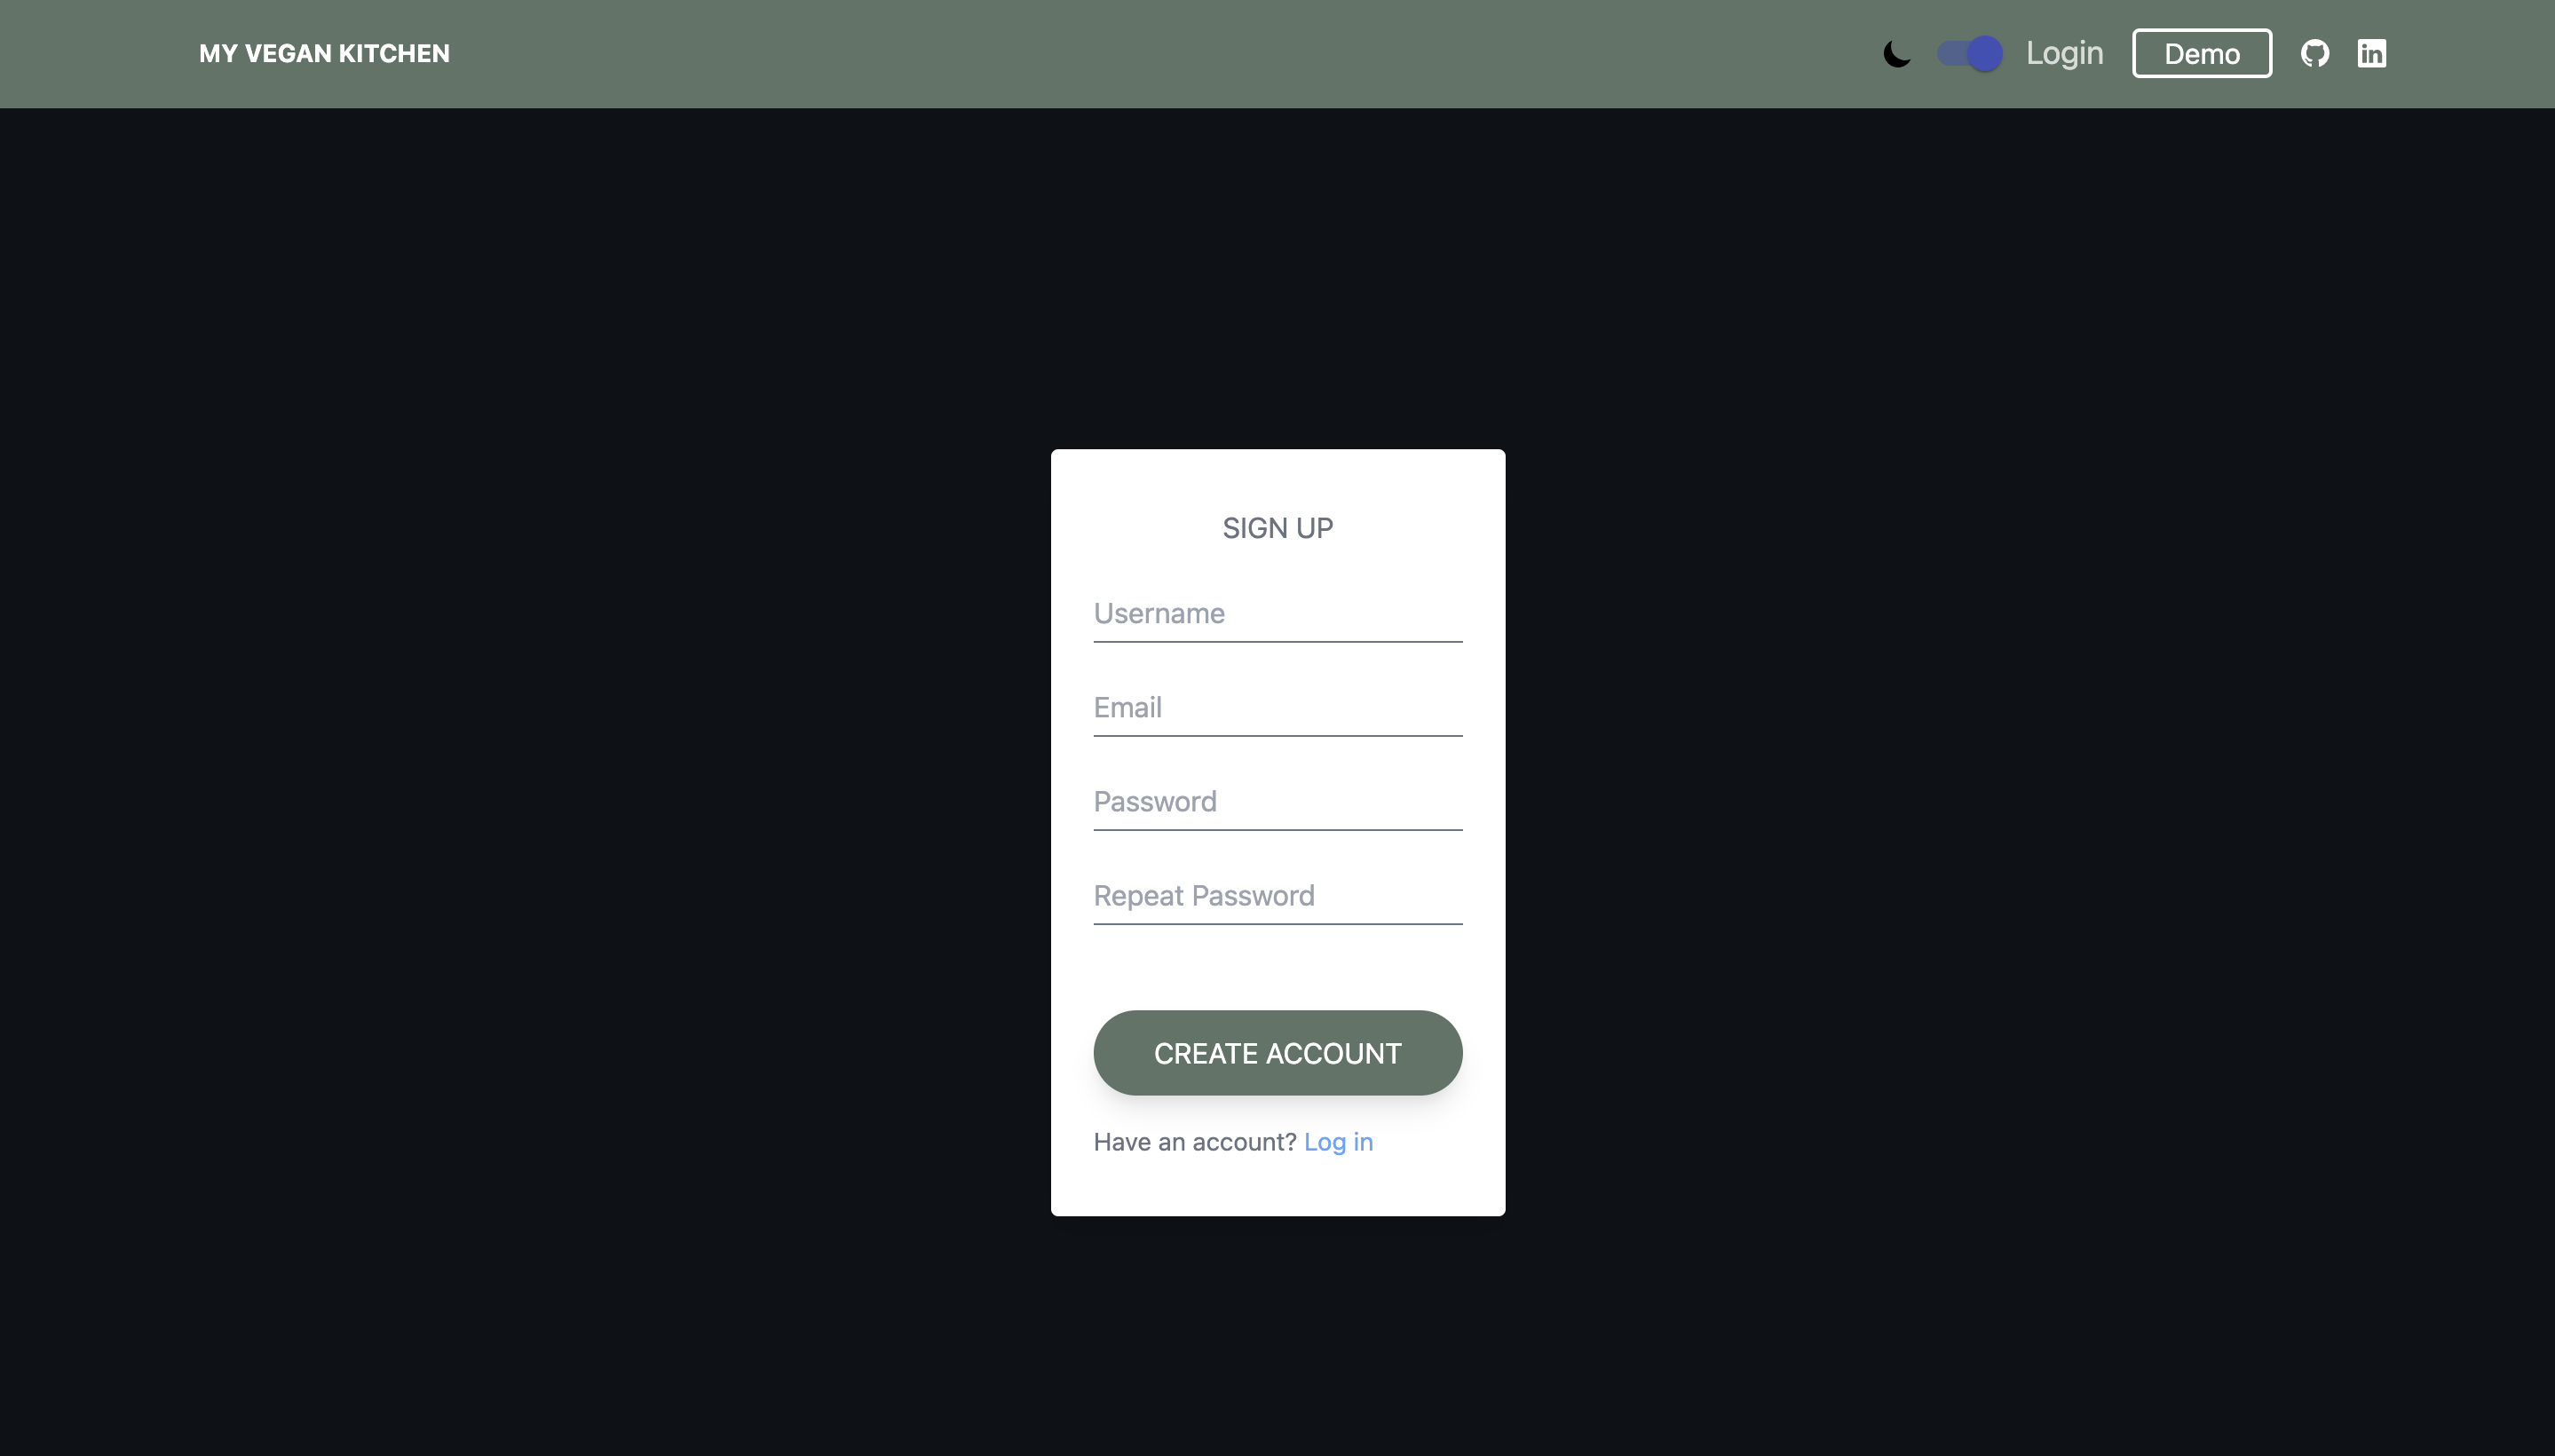 MY VEGAN KITCHEN
Login
Demo
SIGN UP
Username
Email
Password
Repeat Password
CREATE ACCOUNT
Have an account? Log in